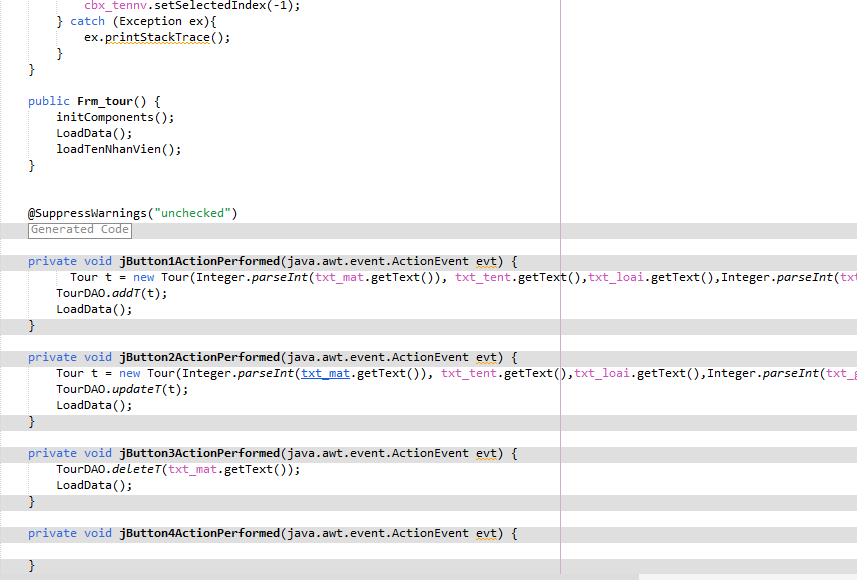 cbx_tennv.setSelectedIndex(-1);
} catch (Exception ex){
ex.printStackTrace();
}
}
public Frm_tour() {
initComponents();
LoadData();
loadTenNhanVien();
}
@SuppressWarnings("unchecked")
Generated Code
private void jButton1ActionPerformed(java.awt.event.ActionEvent evt) {
Tour t = new Tour(Integer.parseInt(txt_mat.getText()), txt_tent.getText(),txt_loai.getText(),Integer.parseInt(txt
TourDAO.addT(t);
LoadData();
}
private void jButton2ActionPerformed(java.awt.event.ActionEvent evt) {
Tour t = new Tour(Integer.parseInt(txt_mat.getText()), txt_tent.getText(),txt_loai.getText(),Integer.parseInt(txt_g
TourDAO.updateT(t);
LoadData();
}
private void jButton3ActionPerformed(java.awt.event.ActionEvent evt) {
TourDAO.deleteT(txt_mat.getText());
LoadData();
}
private void jButton4ActionPerformed(java.awt.event.ActionEvent evt) {
}